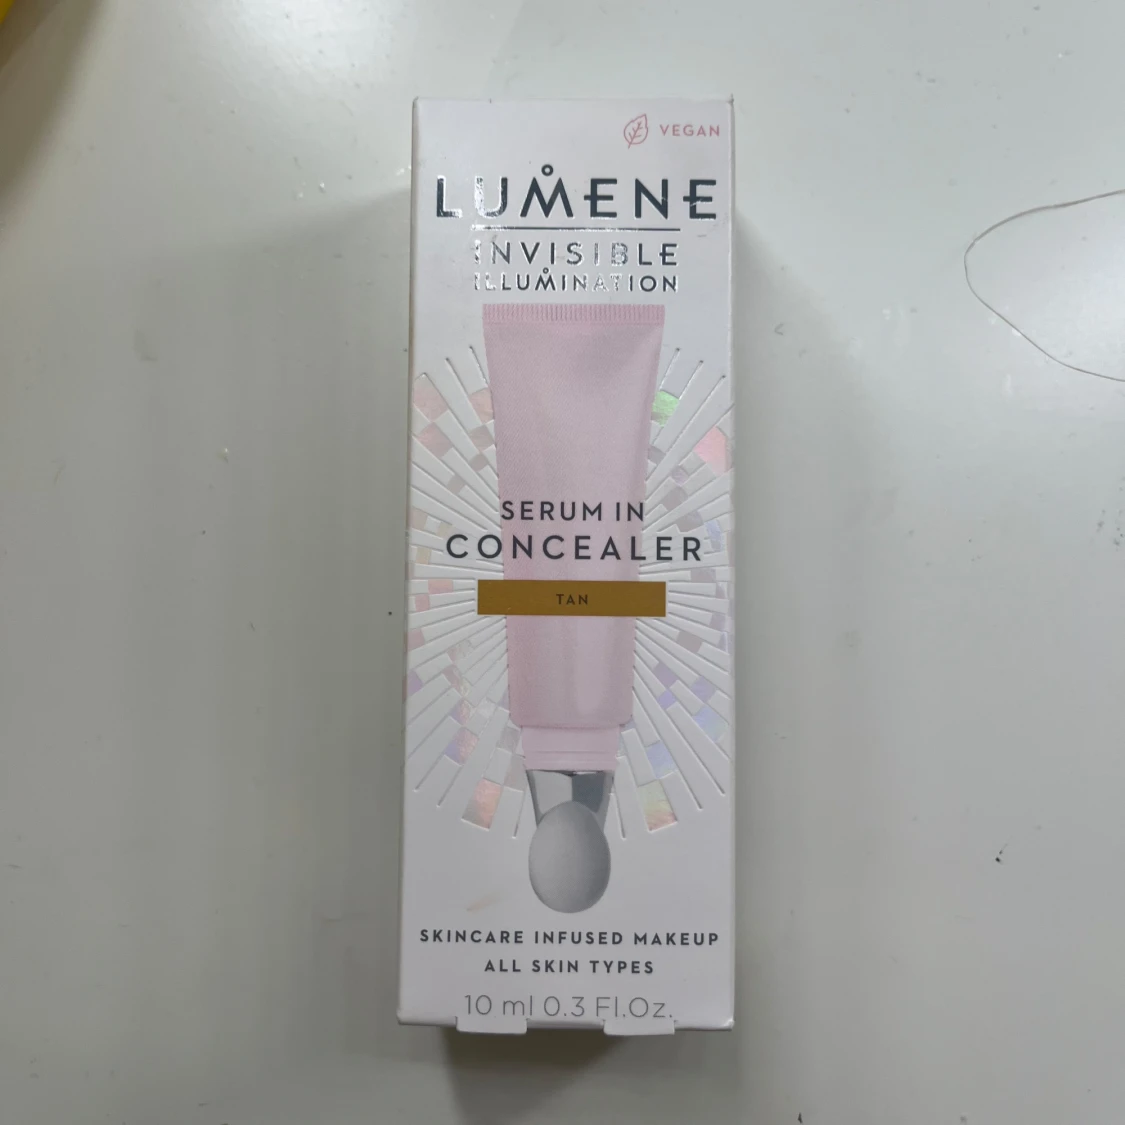 VEGAN
LUMENE
INVISIBLE
ILLUMINATION
SERUM IN
CONCEALER
TAN
SKINCARE INFUSED MAKEUP
ALL SKIN TYPES
10 ml 0.3 Fl.Oz.